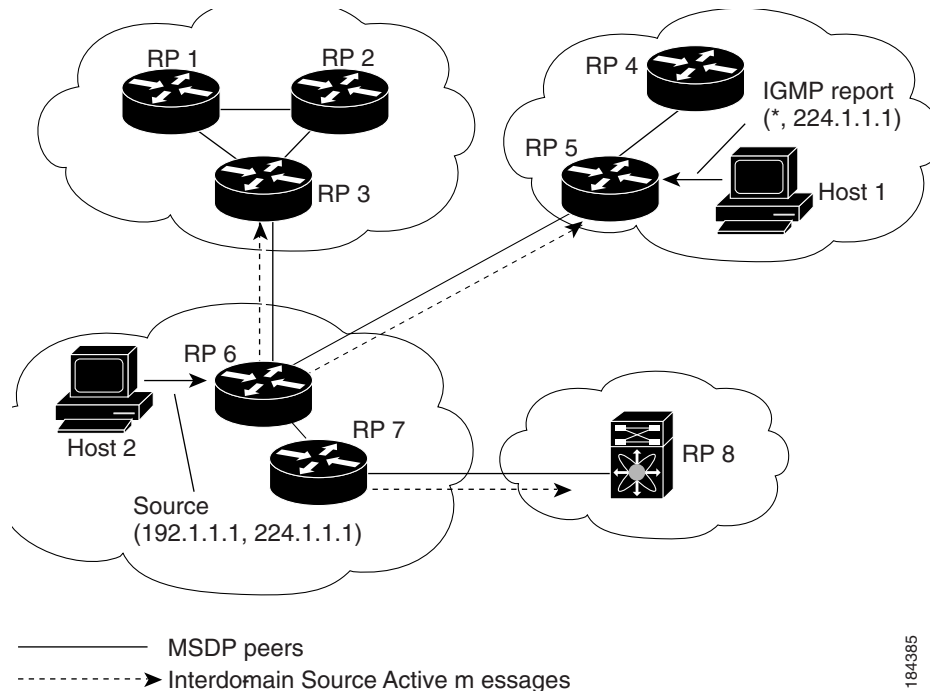 RP 1
RP 2
RP 3
RP 4
IGMP report
(*, 224.1.1.1)
RP 5
Host 1
RP 6
Host 2
RP 7
RP 8
Source
(192.1.1.1, 224.1.1.1)
MSDP peers
Interdomain Source Active m essages
184385